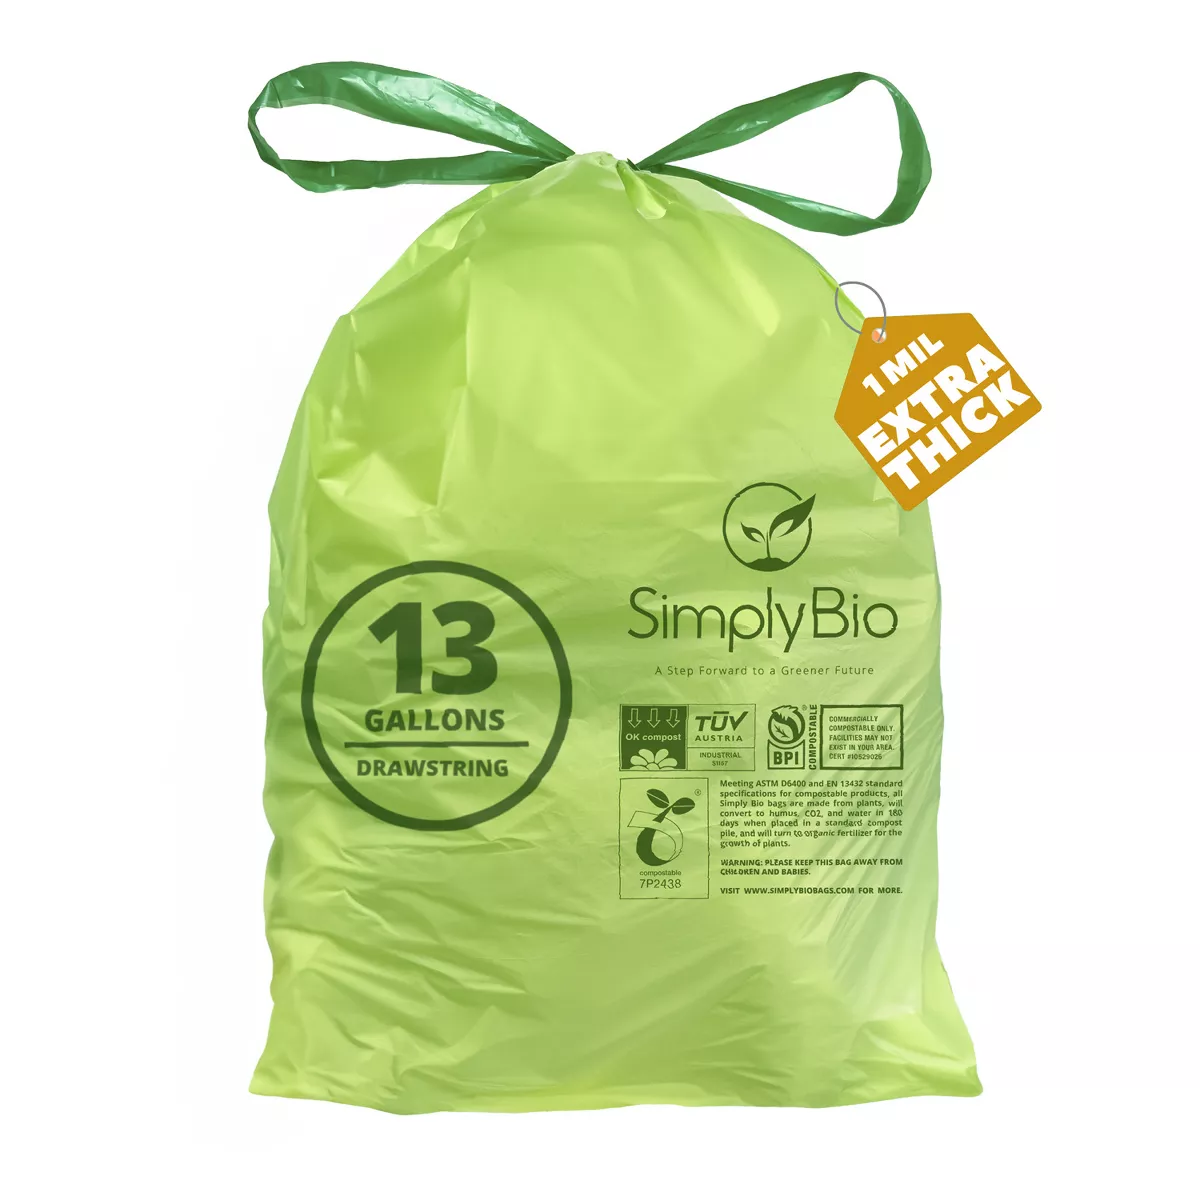 1 MIL
EXTRA
THICK
SimplyBio
A Step Forward to a Greener Future
13
GALLONS
DRAWSTRING
OK compost
TÜV
AUSTRIA
INDUSTRIAL
BPI
®
COMPOSTABLE
COMMERCIALLY
COMPOSTABLE ONLY.
FACILITIES MAY NOT
EXIST IN YOUR AREA.
CERT #10529026
®
compostable
7P2438
Meeting ASTM D6400 and EN 13432 standard
specifications for compostable products, all
Simply Bio bags are made from plants, will
convert to humus, CO2, and water in 180
days when placed in a standard compost
pile, and will turn to organic fertilizer for the
growth of plants.
WARNING: PLEASE KEEP THIS BAG AWAY FROM
CHILDREN AND BABIES.
VISIT WWW.SIMPLYBIOBAGS.COM FOR MORE.